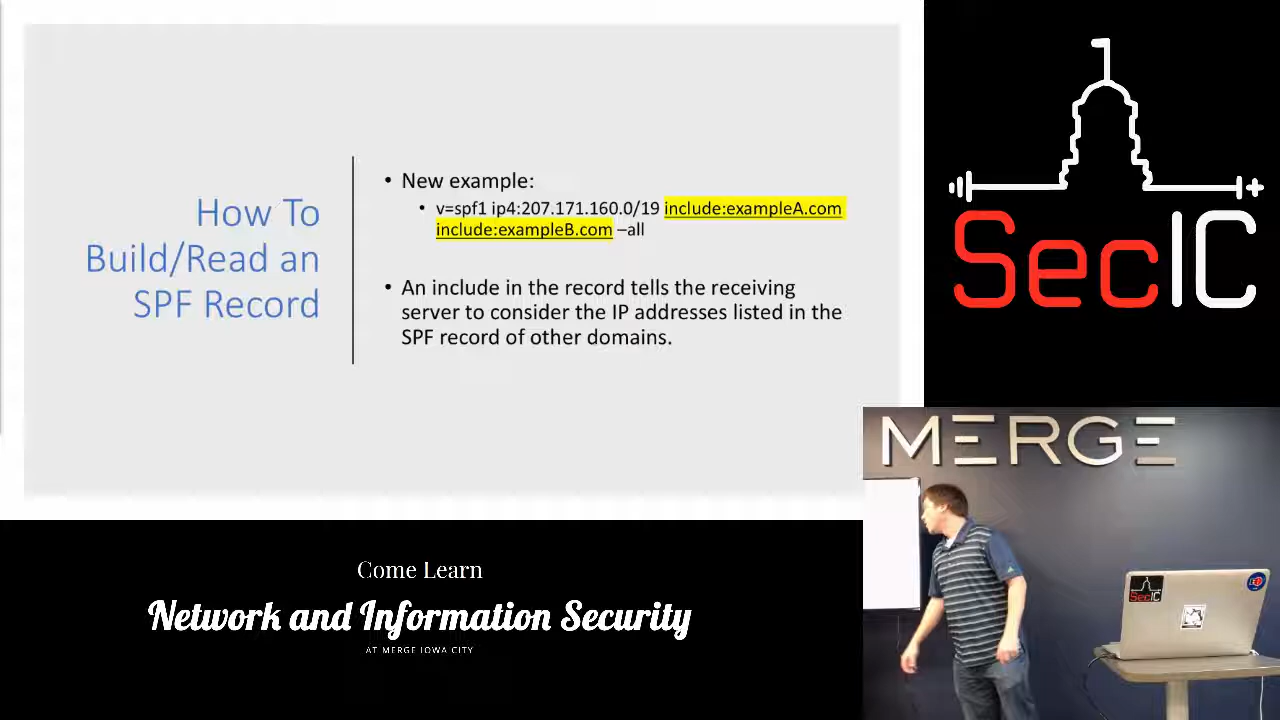 How To
Build/Read an
SPF Record
• New example:
• v=spf1 ip4:207.171.160.0/19 include:exampleA.com
include:exampleB.com –all
• An include in the record tells the receiving
server to consider the IP addresses listed in the
SPF record of other domains.
SecIC
MERGE
SecIC
Come Learn
Network and Information Security
AT MERGE IOWA CITY